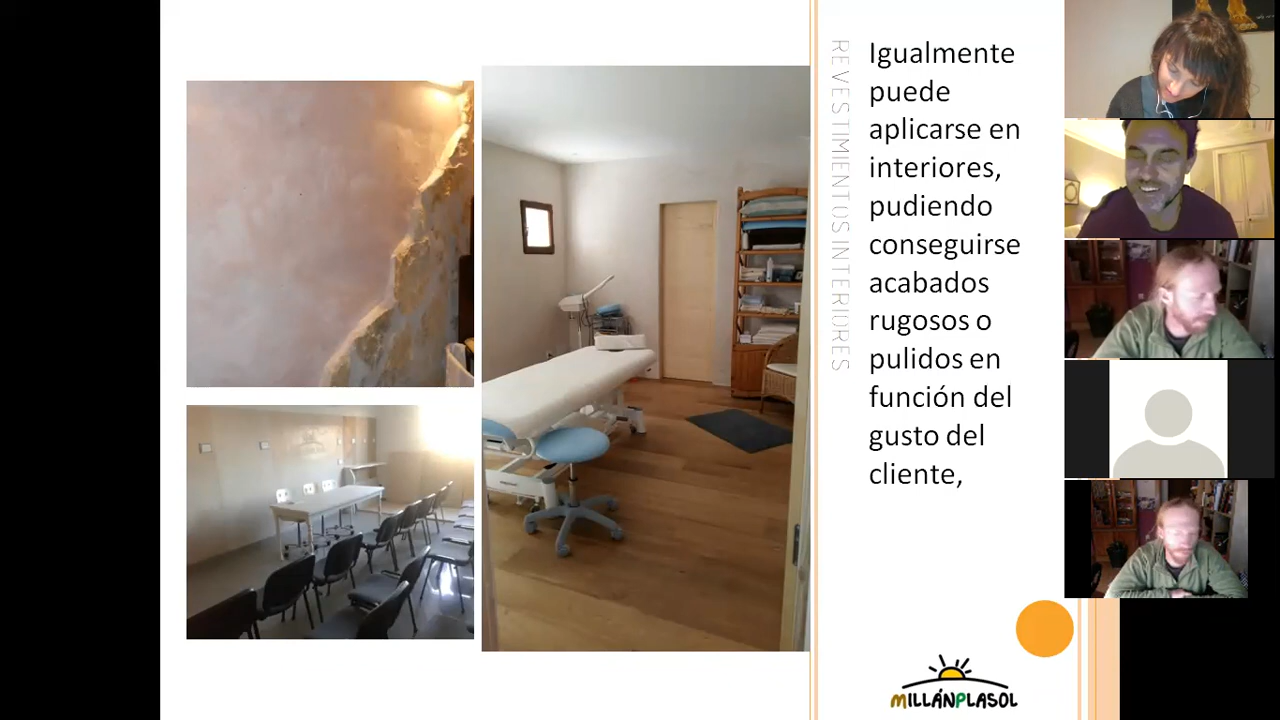 REVESTIMIENTOS INTERIORES
Igualmente
puede
aplicarse en
interiores,
pudiendo
conseguirse
acabados
rugosos o
pulidos en
función del
gusto del
cliente,
MILLÁNPLASOL